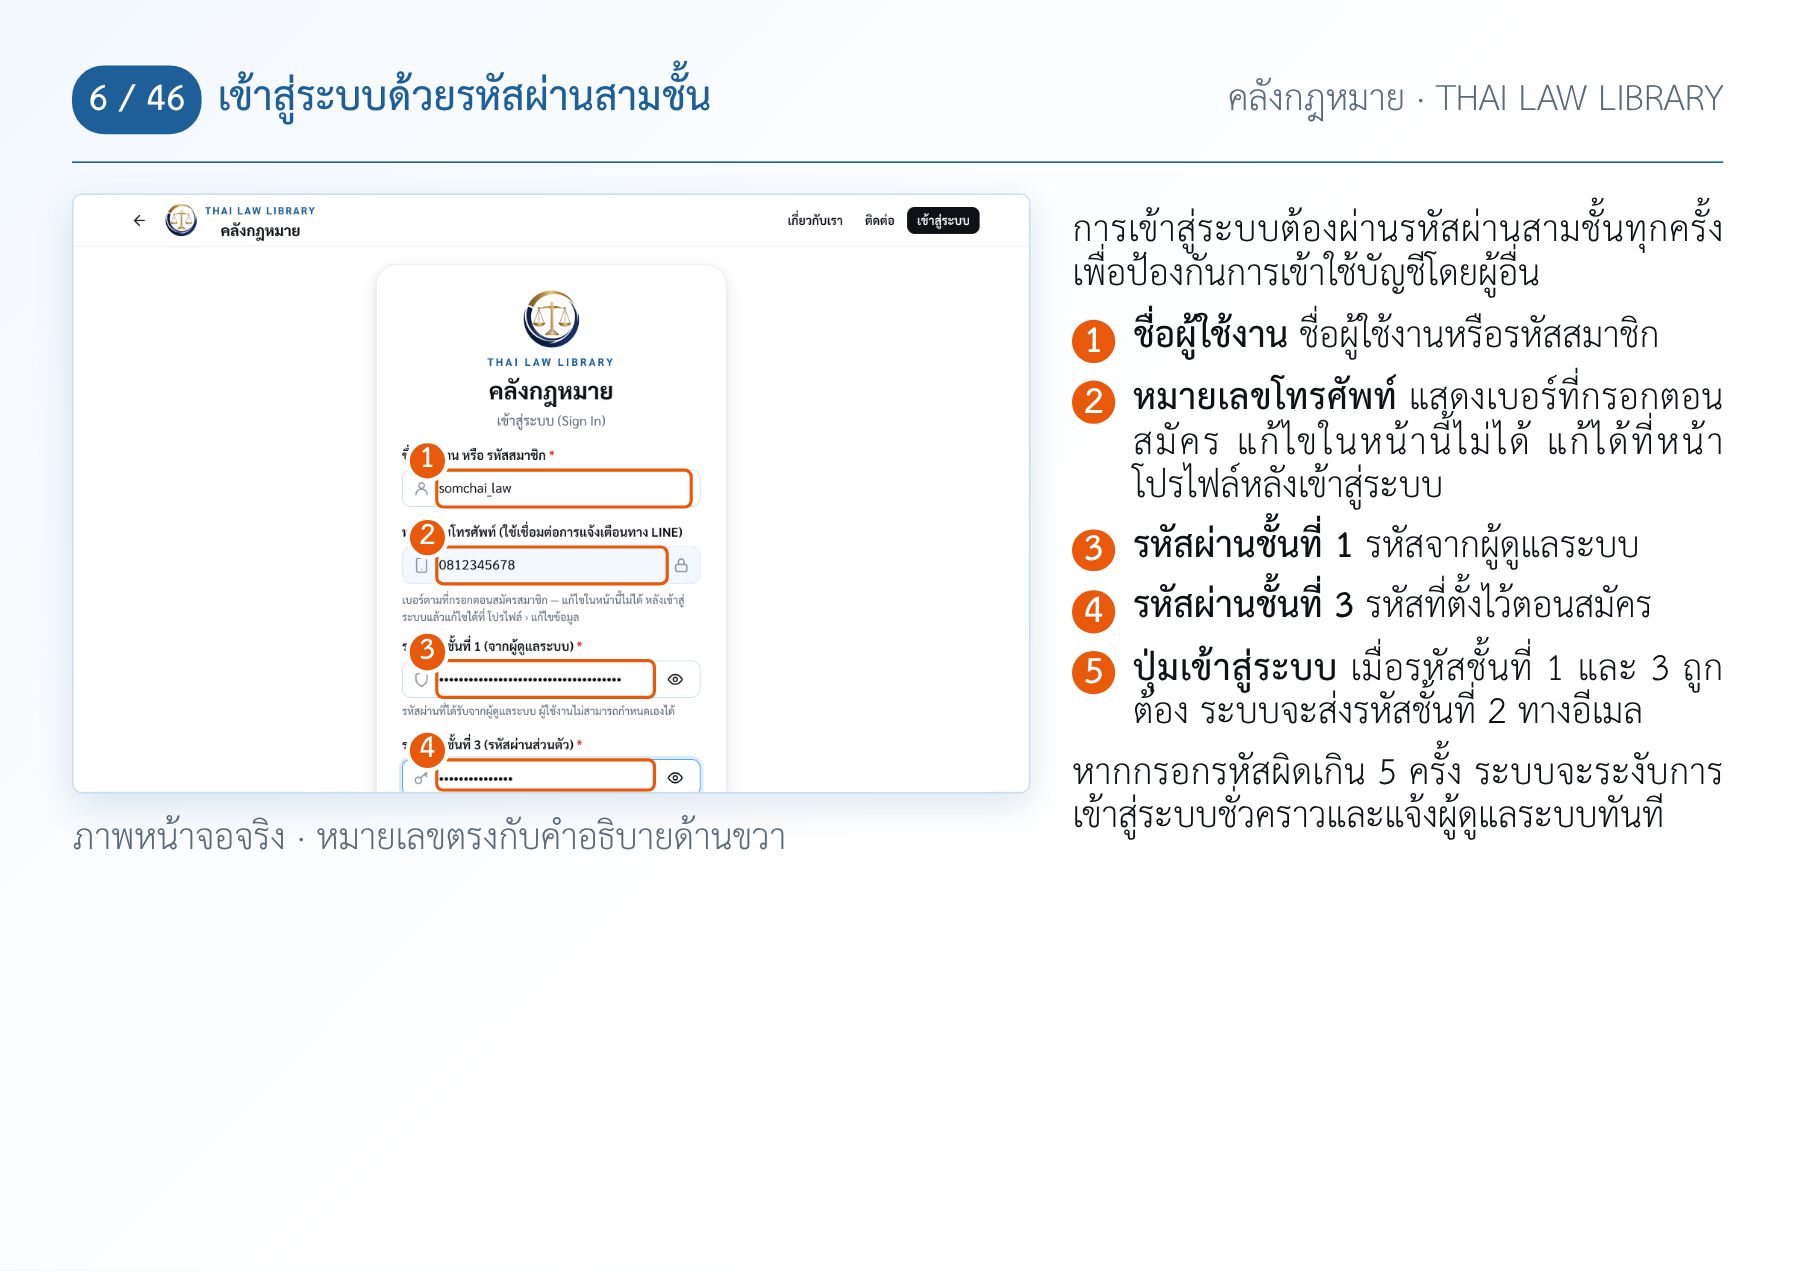 6 / 46 เข้าสู่ระบบด้วยรหัสผ่านสามชั้น
คลังกฎหมาย · THAI LAW LIBRARY
THAI LAW LIBRARY
คลังกฎหมาย
เกี่ยวกับเรา ติดต่อ เข้าสู่ระบบ
THAI LAW LIBRARY
คลังกฎหมาย
เข้าสู่ระบบ (Sign In)
1 าน หรือ รหัสสมาชิก *
somchai_law
2 โทรศัพท์ (ใช้เชื่อมต่อการแจ้งเตือนทาง LINE)
0812345678
เบอร์ตามที่กรอกตอนสมัครสมาชิก — แก้ไขในหน้านี้ไม่ได้ หลังเข้าสู่
ระบบแล้วแก้ไขได้ที่ โปรไฟล์ › แก้ไขข้อมูล
3 ชั้นที่ 1 (จากผู้ดูแลระบบ) *
รหัสผ่านที่ได้รับจากผู้ดูแลระบบ ผู้ใช้งานไม่สามารถกำหนดเองได้
4 ชั้นที่ 3 (รหัสผ่านส่วนตัว) *
ภาพหน้าจอจริง · หมายเลขตรงกับคำอธิบายด้านขวา
การเข้าสู่ระบบต้องผ่านรหัสผ่านสามชั้นทุกครั้ง
เพื่อป้องกันการเข้าใช้บัญชีโดยผู้อื่น
1 ชื่อผู้ใช้งาน ชื่อผู้ใช้งานหรือรหัสสมาชิก
2 หมายเลขโทรศัพท์ แสดงเบอร์ที่กรอกตอน
สมัคร แก้ไขในหน้านี้ไม่ได้ แก้ได้ที่หน้า
โปรไฟล์หลังเข้าสู่ระบบ
3 รหัสผ่านชั้นที่ 1 รหัสจากผู้ดูแลระบบ
4 รหัสผ่านชั้นที่ 3 รหัสที่ตั้งไว้ตอนสมัคร
5 ปุ่มเข้าสู่ระบบ เมื่อรหัสชั้นที่ 1 และ 3 ถูก
ต้อง ระบบจะส่งรหัสชั้นที่ 2 ทางอีเมล
หากกรอกรหัสผิดเกิน 5 ครั้ง ระบบจะระงับการ
เข้าสู่ระบบชั่วคราวและแจ้งผู้ดูแลระบบทันที